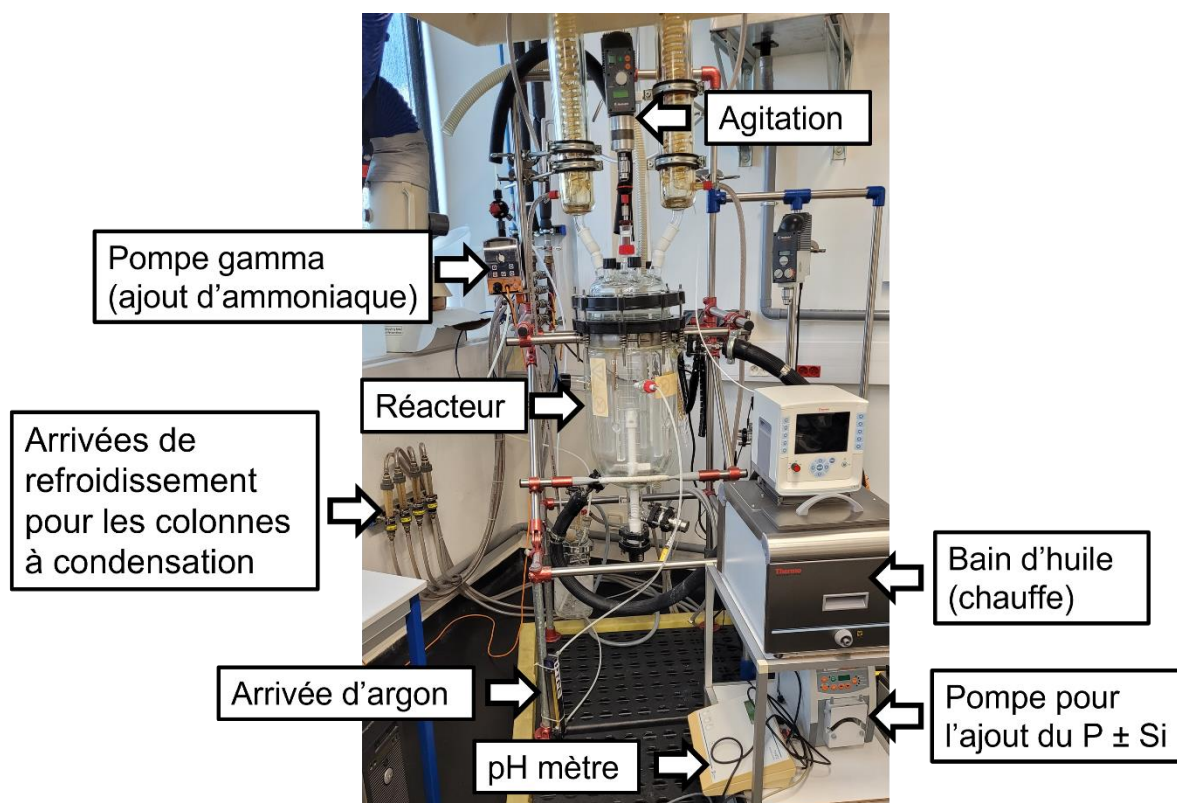 Agitation
Pompe gamma
(ajout d’ammoniaque)
Réacteur
Arrivées de
refroidissement
pour les colonnes
à condensation
Thermo
Bain d’huile
(chauffe)
Arrivée d’argon
Pompe pour
l’ajout du P ± Si
pH mètre